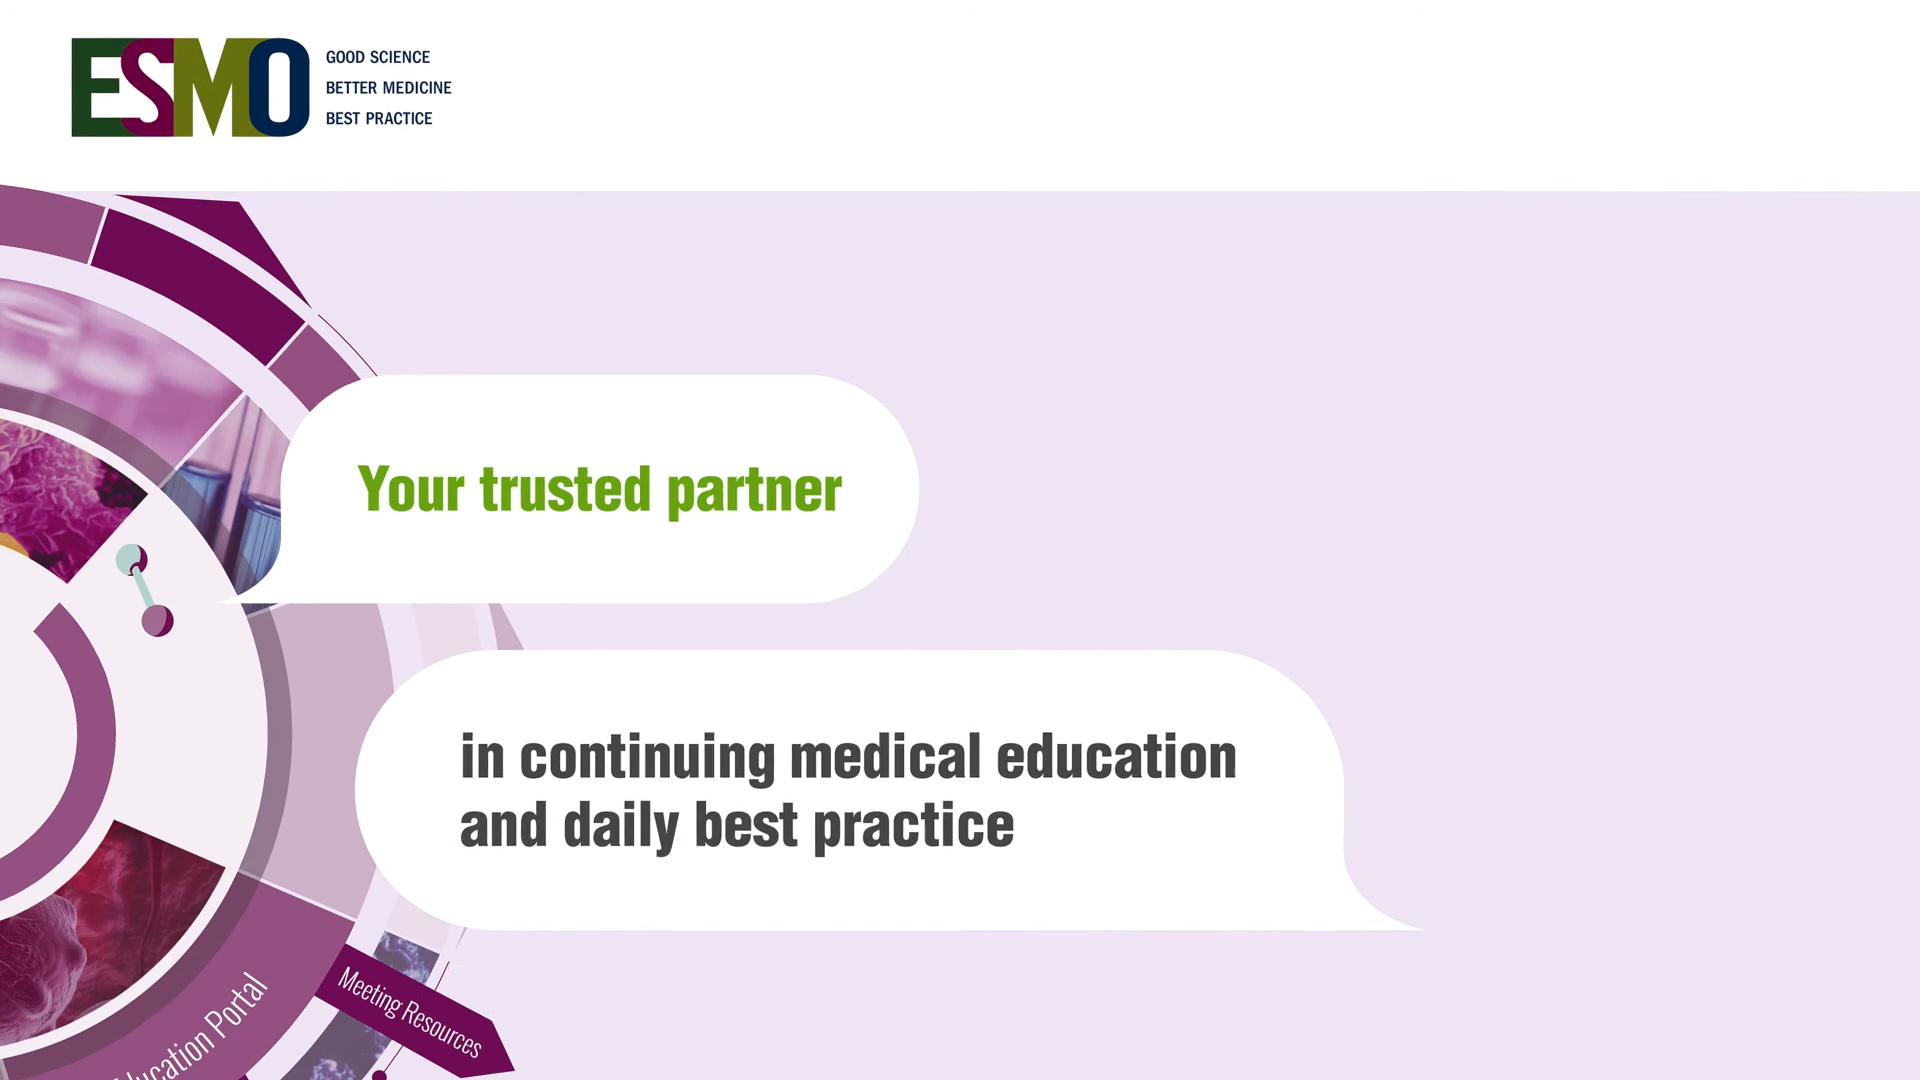 ESMO
GOOD SCIENCE
BETTER MEDICINE
BEST PRACTICE
Your trusted partner
in continuing medical education
and daily best practice
Meeting Resources
Portal